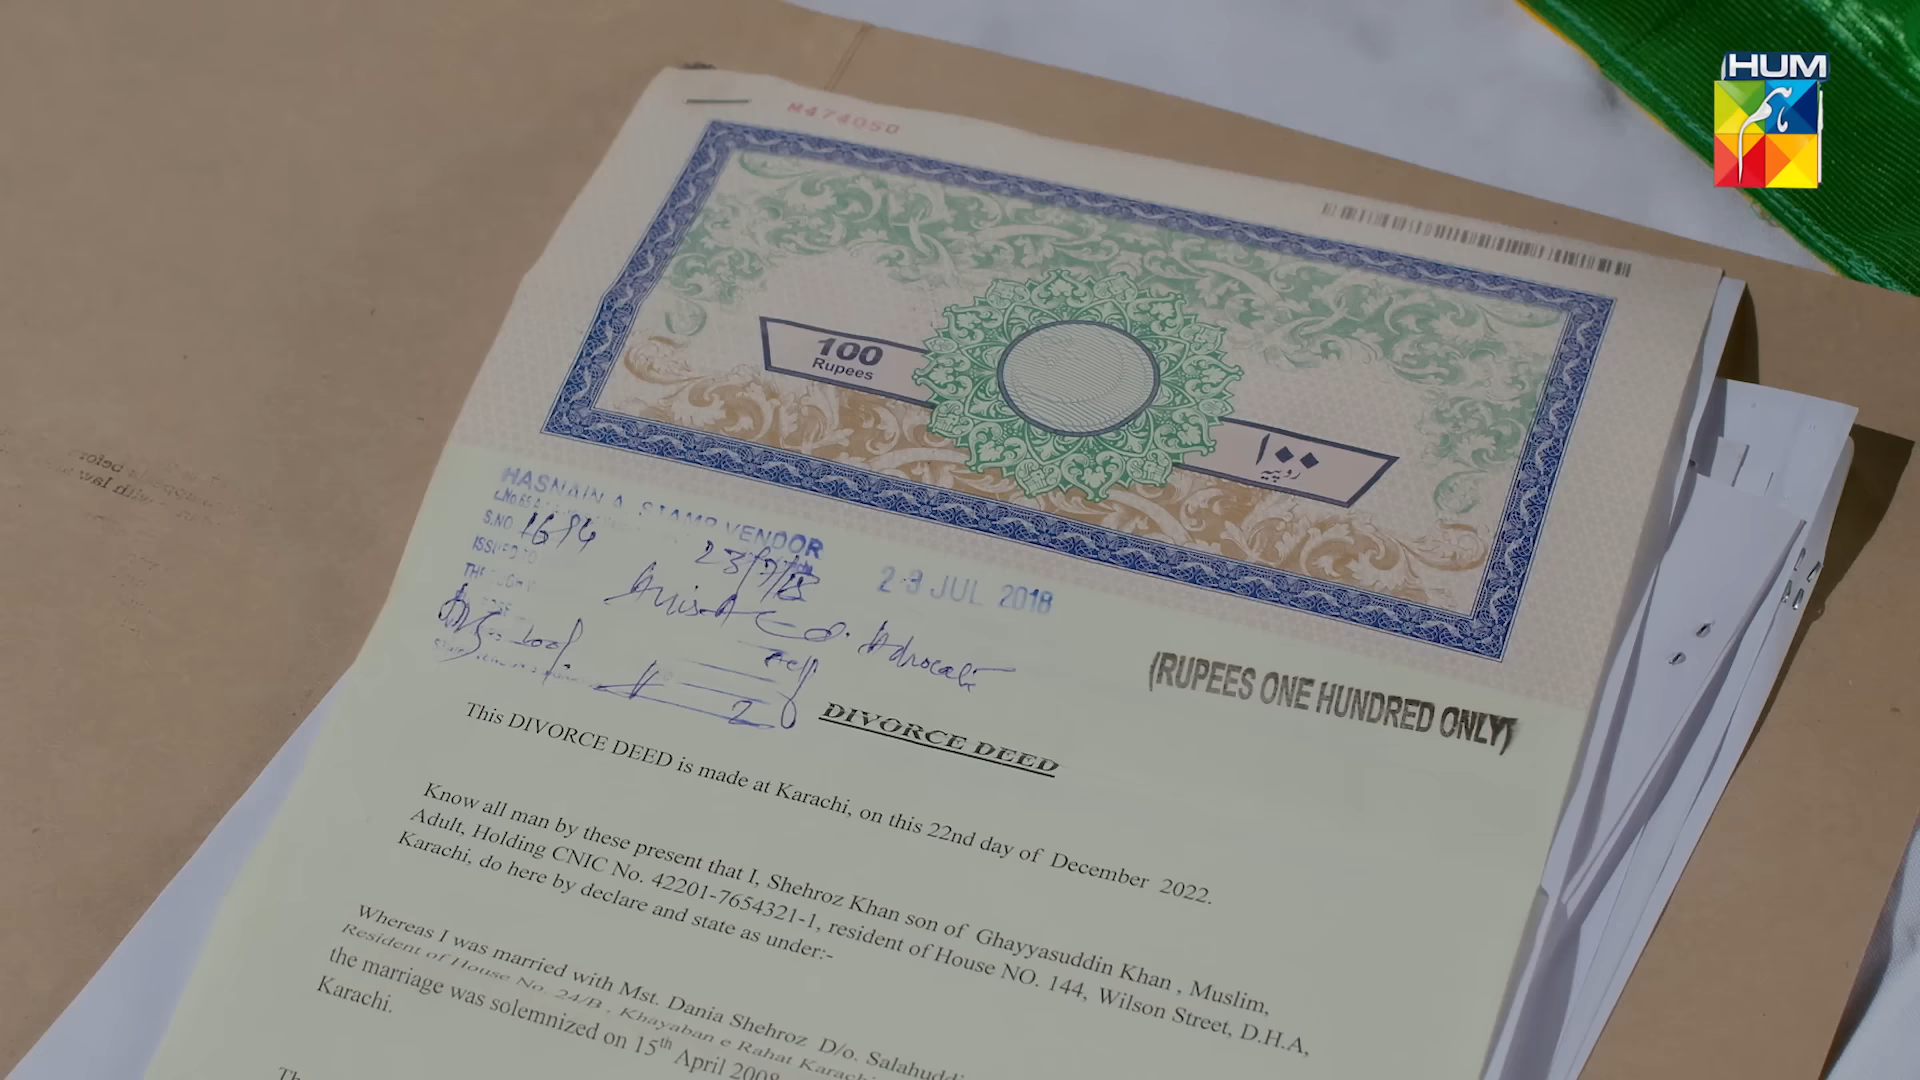 HUM
ہم
M474050
100
Rupees
۱۰۰
روپیہ
HASNAIN A. STAMP VENDOR
S.NO 1694
23/7/18
23 JUL 2018
ISSUED TO
Advocate
(RUPEES ONE HUNDRED ONLY)
DIVORCE DEED
This DIVORCE DEED is made at Karachi, on this 22nd day of December 2022.
Know all man by these present that I, Shehroz Khan son of Ghayyasuddin Khan , Muslim,
Adult, Holding CNIC No. 42201-7654321-1, resident of House NO. 144, Wilson Street, D.H.A,
Karachi, do here by declare and state as under:-
Whereas I was married with Mst. Dania Shehroz D/o. Salahuddi
Resident of House No. 24/B , Khayaban e Rahat Karachi
the marriage was solemnized on 15th April 2008
Karachi.